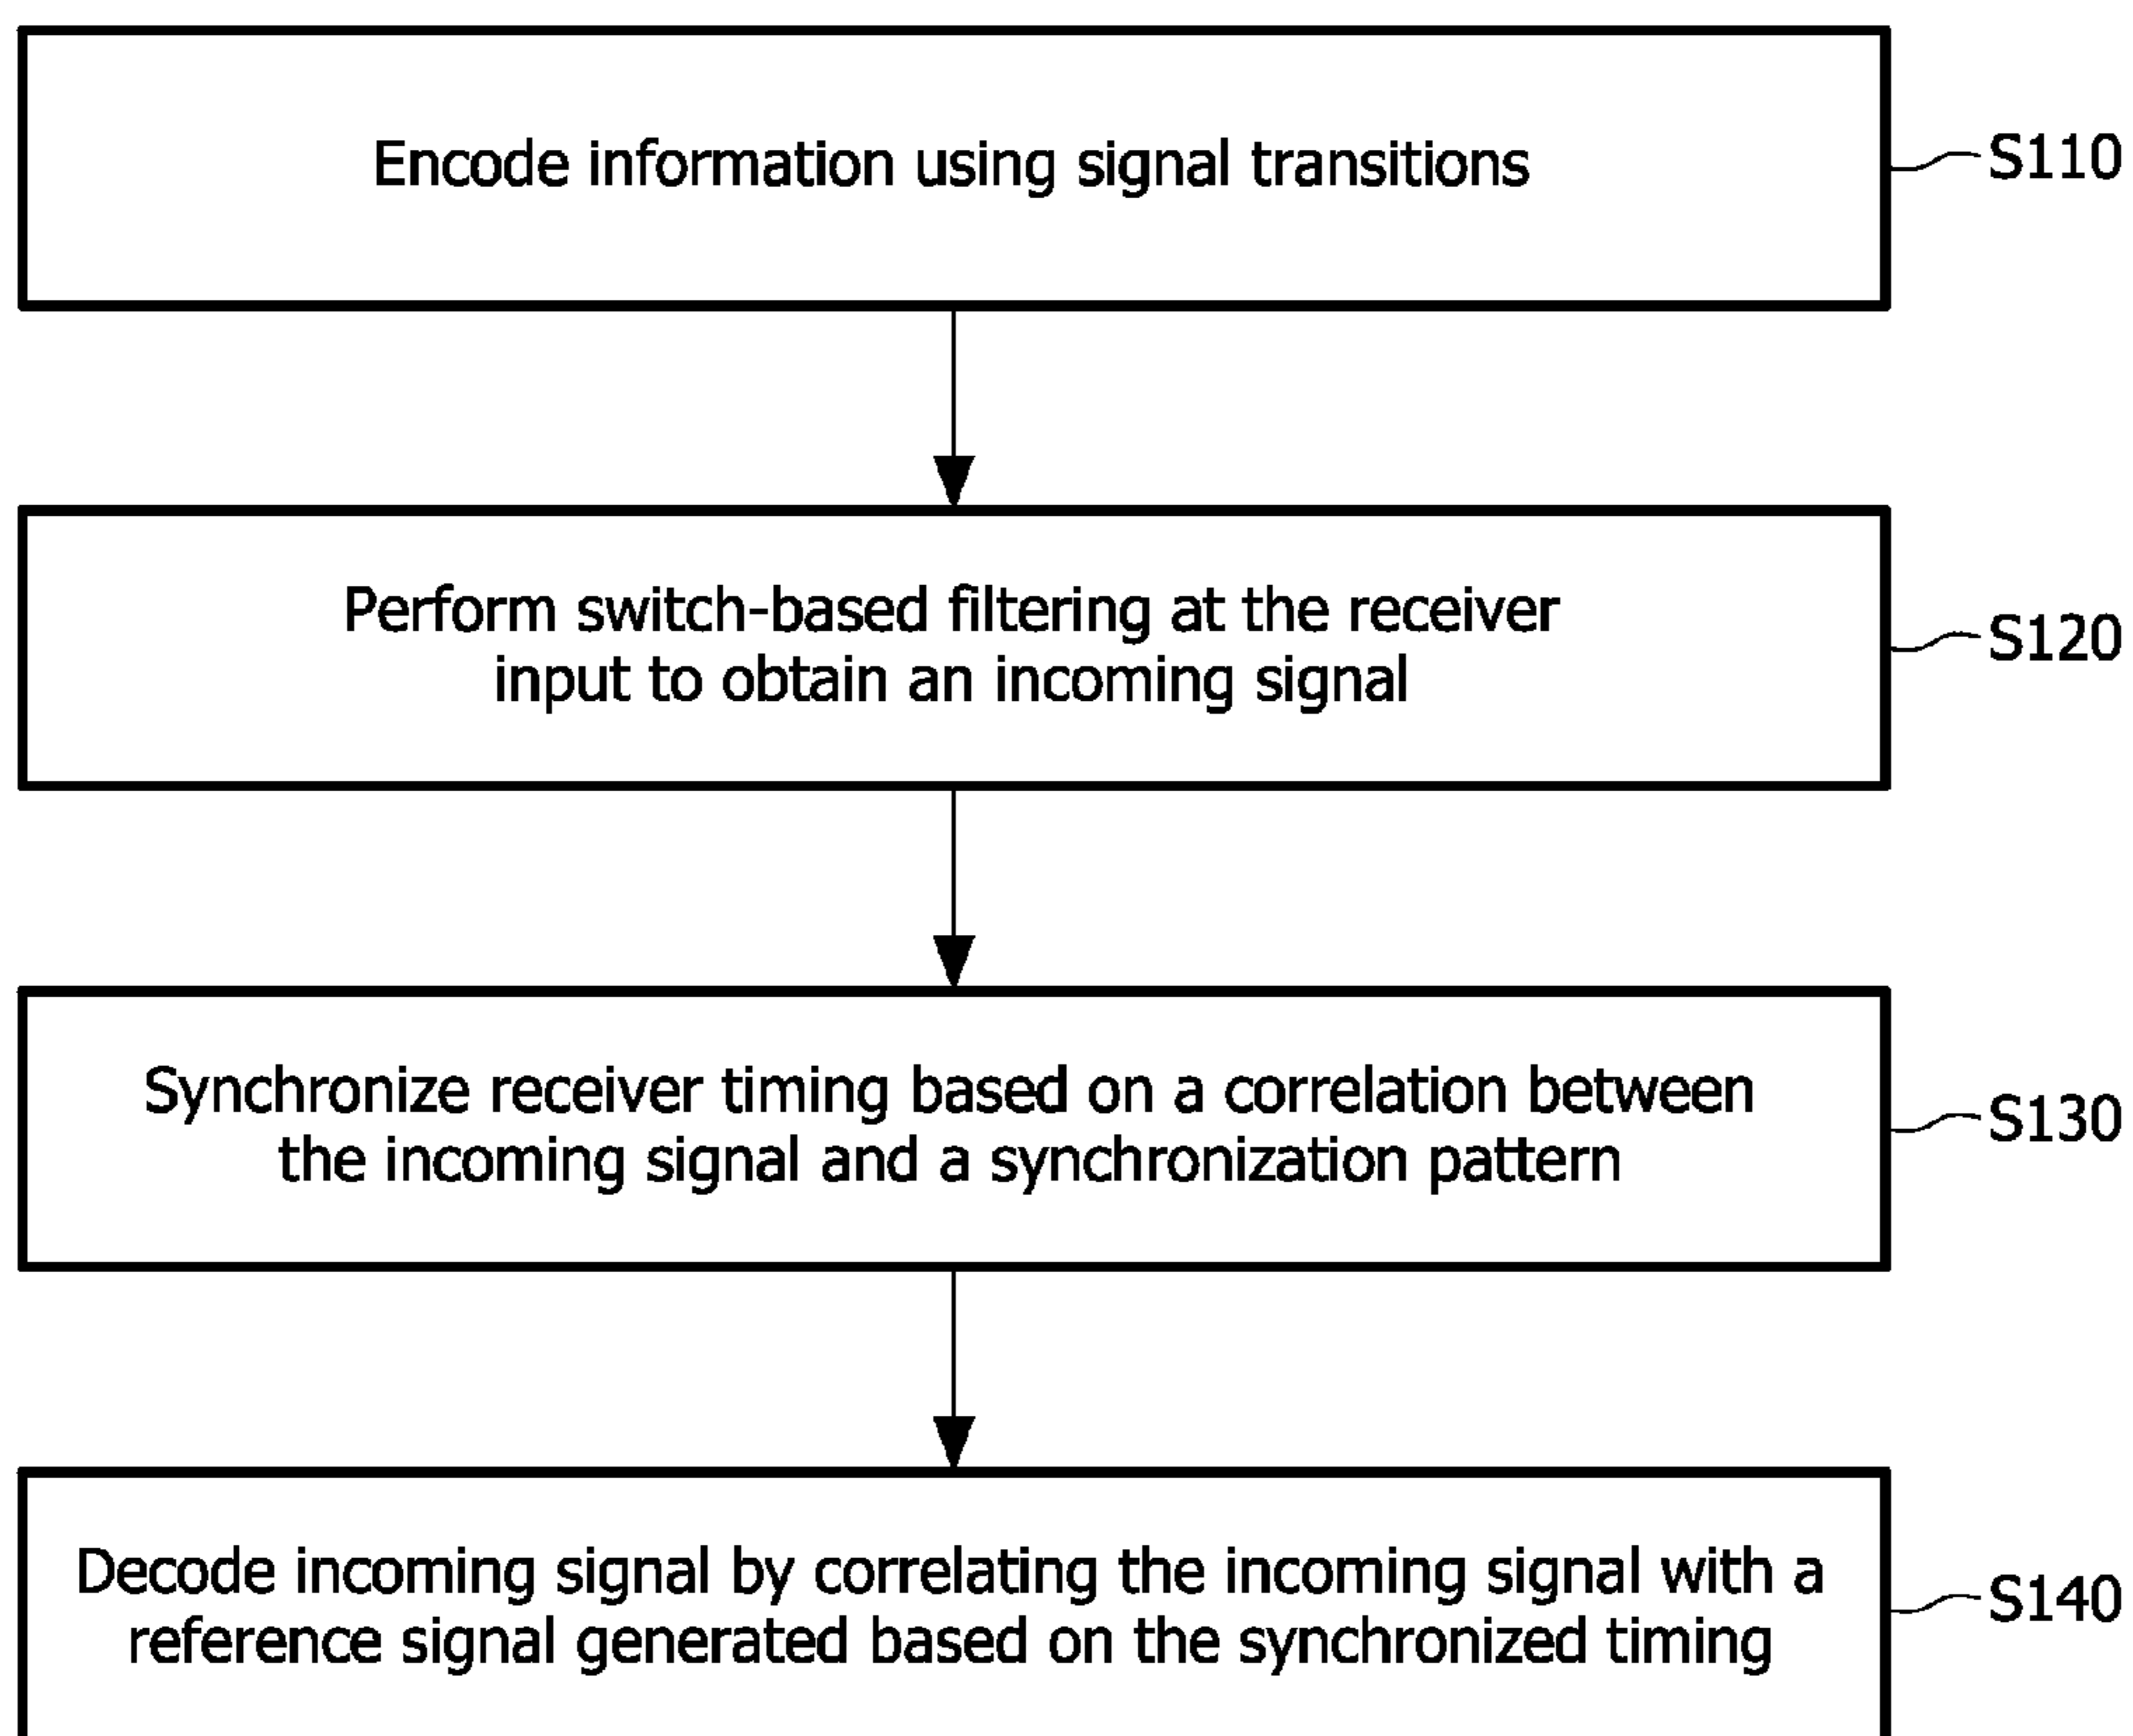 Encode information using signal transitions
S110
Perform switch-based filtering at the receiver
input to obtain an incoming signal
S120
Synchronize receiver timing based on a correlation between
the incoming signal and a synchronization pattern
S130
Decode incoming signal by correlating the incoming signal with a
reference signal generated based on the synchronized timing
S140